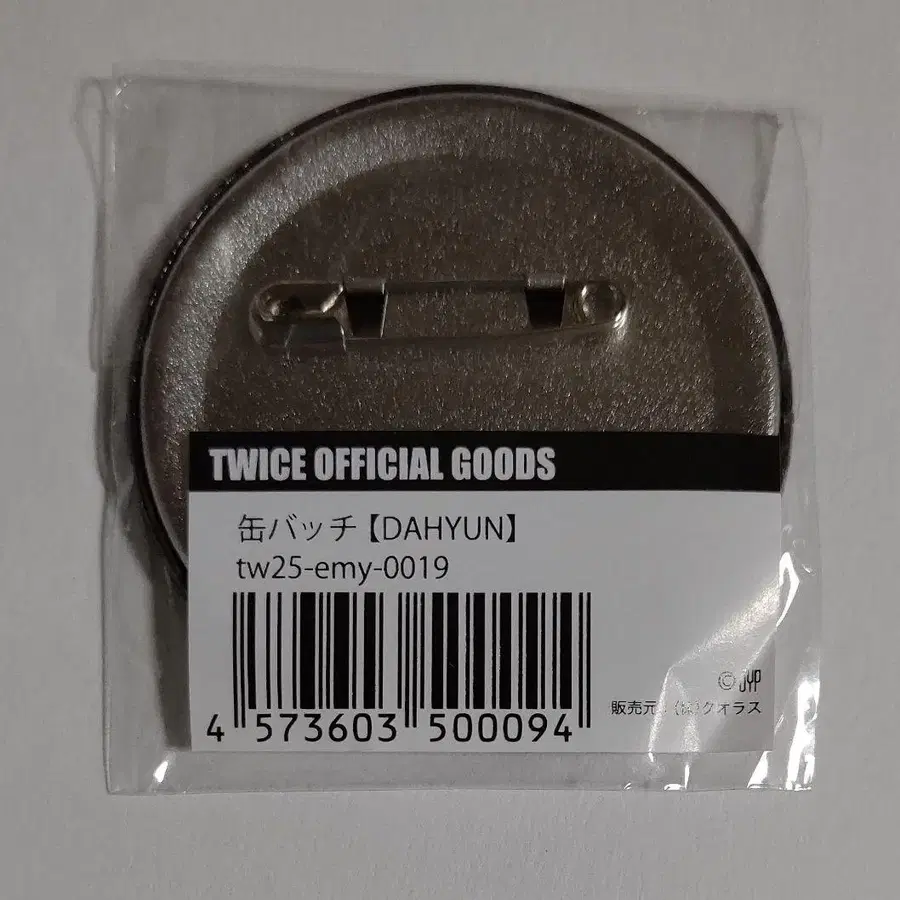 TWICE OFFICIAL GOODS
缶バッチ【DAHYUN】
tw25-emy-0019
4 573603 500094
© JYP
販売元：(株)クオラス